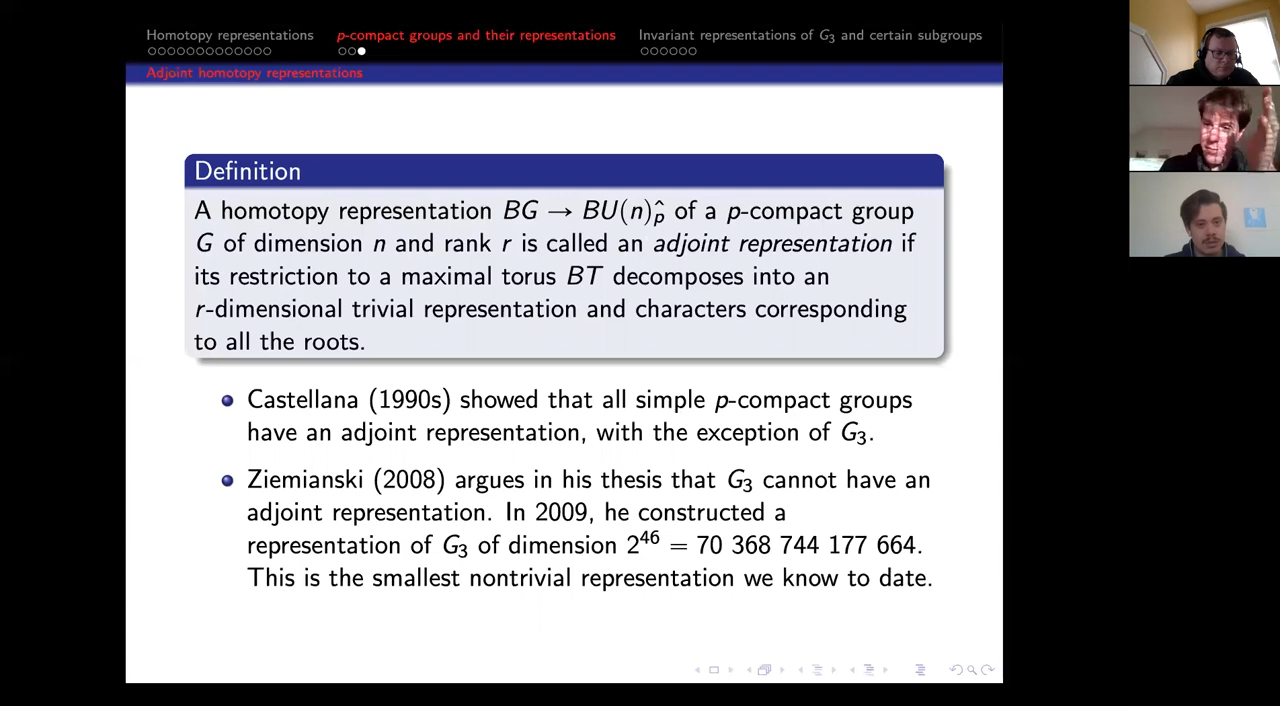 Homotopy representations p-compact groups and their representations Invariant representations of G₃ and certain subgroups
Adjoint homotopy representations
Definition
A homotopy representation BG → BU(n)^p of a p-compact group
G of dimension n and rank r is called an adjoint representation if
its restriction to a maximal torus BT decomposes into an
r-dimensional trivial representation and characters corresponding
to all the roots.
Castellana (1990s) showed that all simple p-compact groups
have an adjoint representation, with the exception of G₃.
Ziemianski (2008) argues in his thesis that G₃ cannot have an
adjoint representation. In 2009, he constructed a
representation of G₃ of dimension 2⁴⁶ = 70 368 744 177 664.
This is the smallest nontrivial representation we know to date.